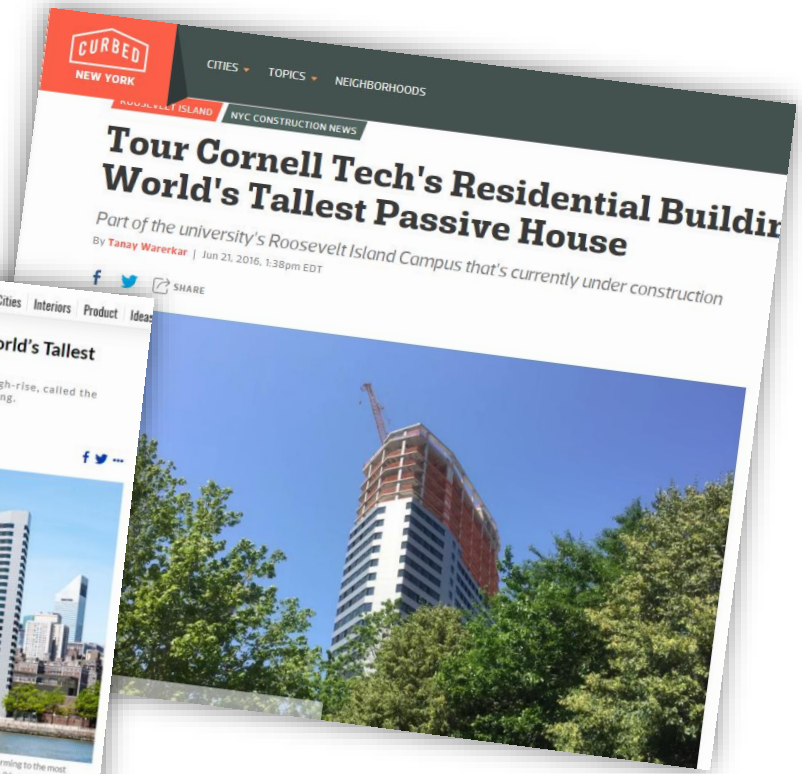 CURBED
NEW YORK
CITIES TOPICS NEIGHBORHOODS
ROOSEVELT ISLAND NYC CONSTRUCTION NEWS
Tour Cornell Tech's Residential Buildin
World's Tallest Passive House
Part of the university's Roosevelt Island Campus that's currently under construction
By Tanay Warerkar | Jun 21, 2016, 1:38pm EDT
SHARE
Cities Interiors Product Ideas
orld's Tallest
gh-rise, called the
ng.
rming to the most